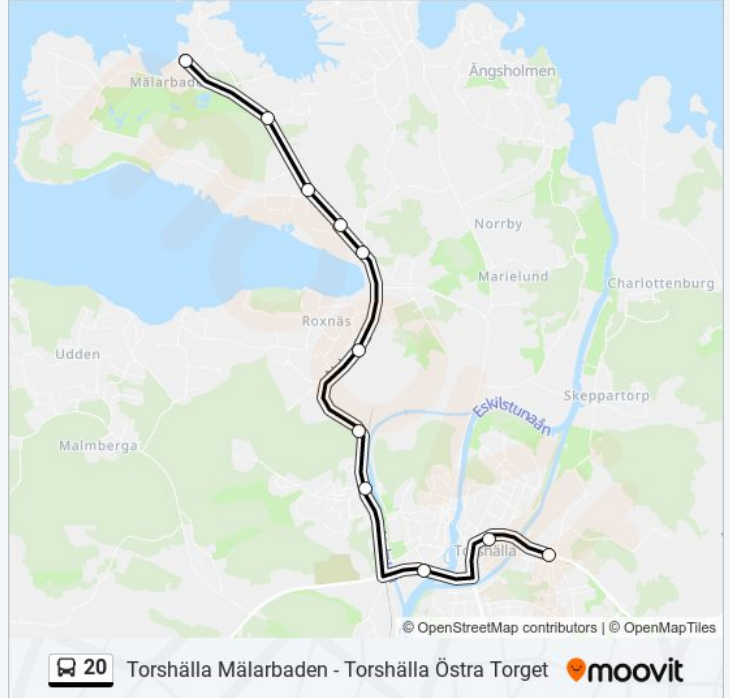 Ängsholmen
Mälarbaden
Norrby
Marielund
Charlottenburg
Roxnäs
Udden
Skeppartorp
Eskilstunaån
Malmberga
Torshälla
© OpenStreetMap contributors | © OpenMapTiles
20 Torshälla Mälarbaden - Torshälla Östra Torget moovit